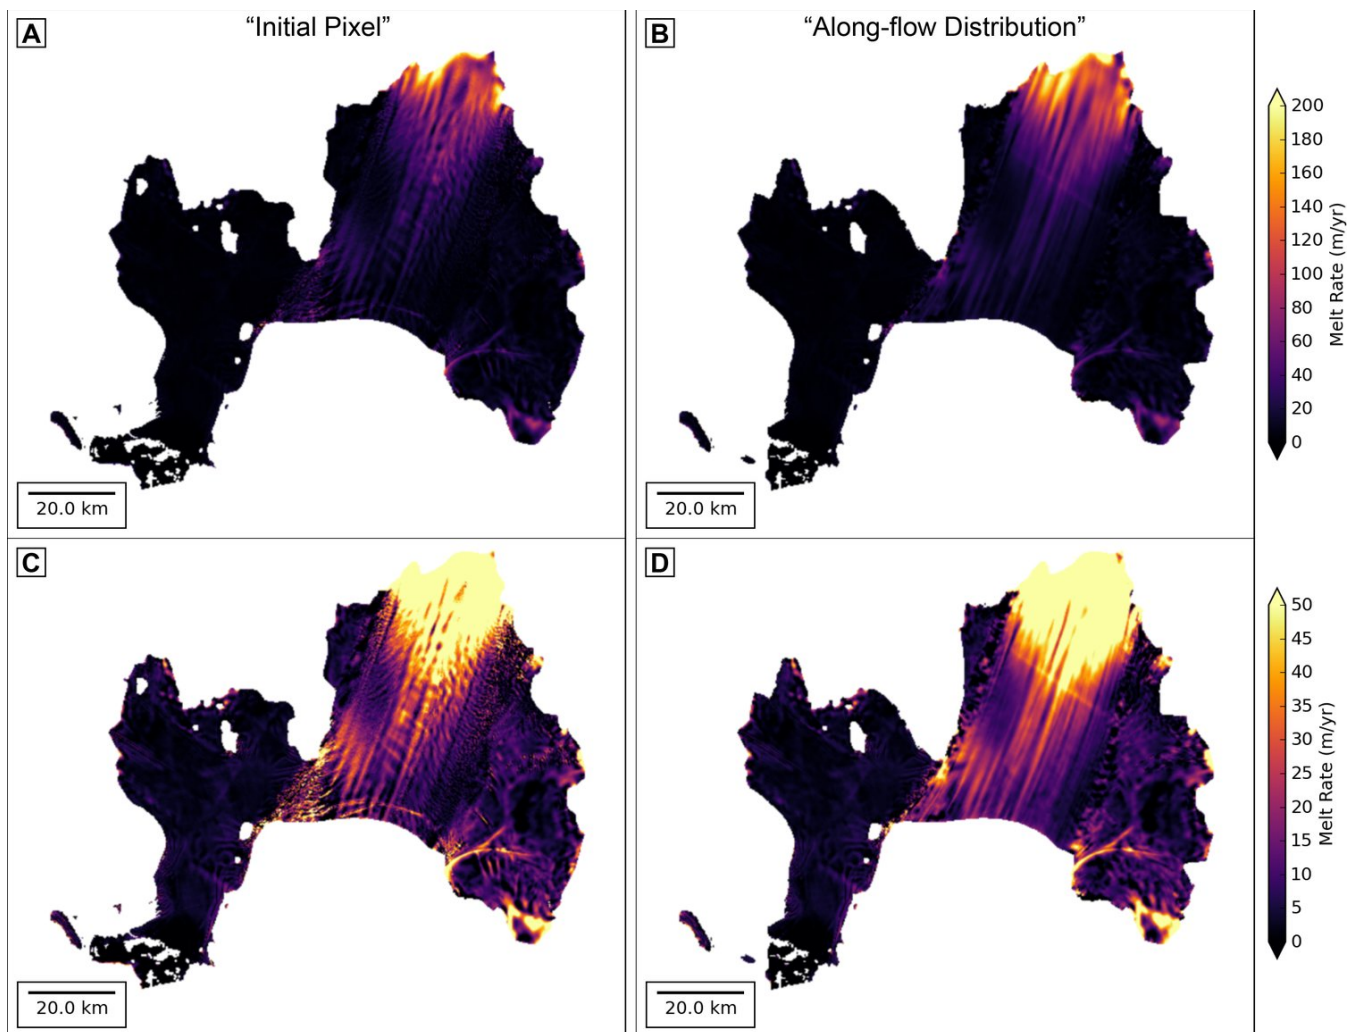 A
“Initial Pixel”
B
“Along-flow Distribution”
20.0 km
20.0 km
200
180
160
140
120
100
80
60
40
20
0
Melt Rate (m/yr)
C
D
20.0 km
20.0 km
50
45
40
35
30
25
20
15
10
5
0
Melt Rate (m/yr)